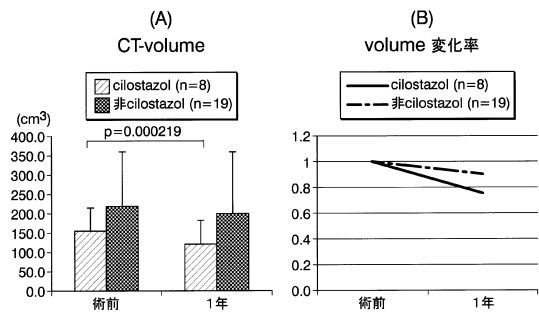 (A)
CT-volume
cilostazol (n=8)
非cilostazol (n=19)
(cm³)
p=0.000219
400.0
350.0
300.0
250.0
200.0
150.0
100.0
50.0
0.0
術前
1年
(B)
volume 変化率
cilostazol (n=8)
非cilostazol (n=19)
1.2
1
0.8
0.6
0.4
0.2
0.0
術前
1年